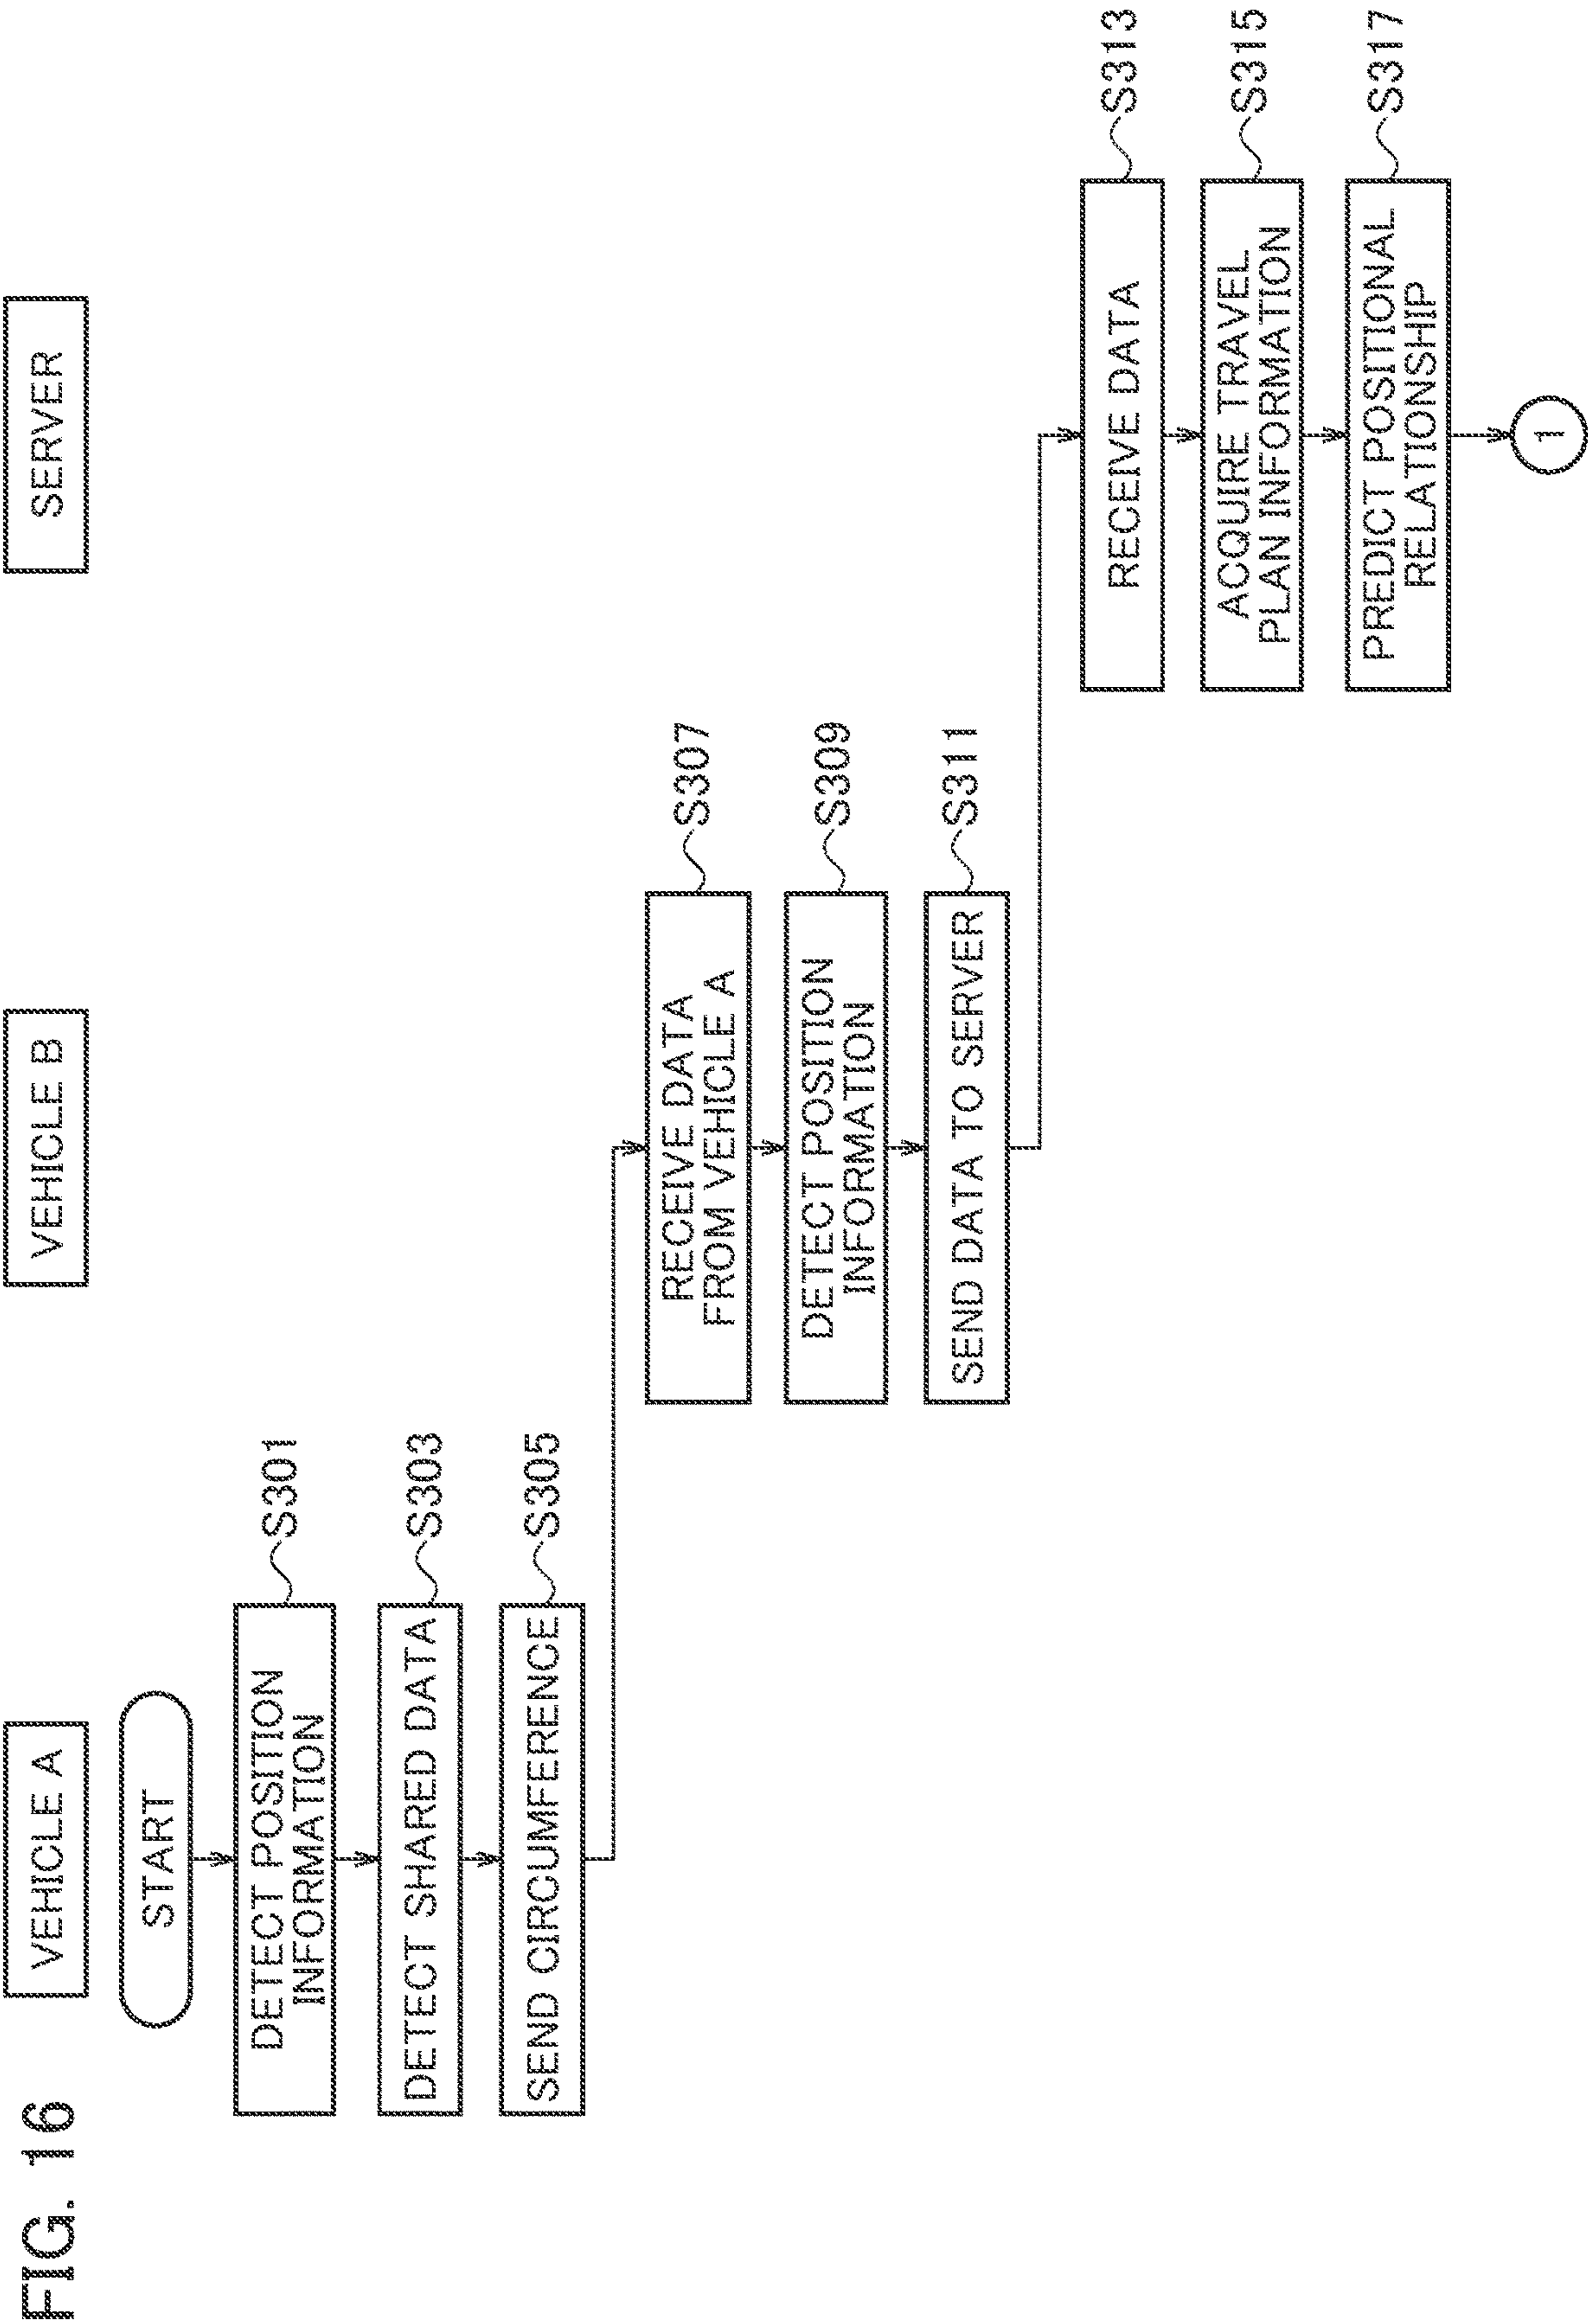 FIG. 16
VEHICLE A
VEHICLE B
SERVER
START
DETECT POSITION
INFORMATION
S301
DETECT SHARED DATA
S303
SEND CIRCUMFERENCE
S305
RECEIVE DATA
FROM VEHICLE A
S307
DETECT POSITION
INFORMATION
S309
SEND DATA TO SERVER
S311
RECEIVE DATA
S313
ACQUIRE TRAVEL
PLAN INFORMATION
S315
PREDICT POSITIONAL
RELATIONSHIP
S317
1